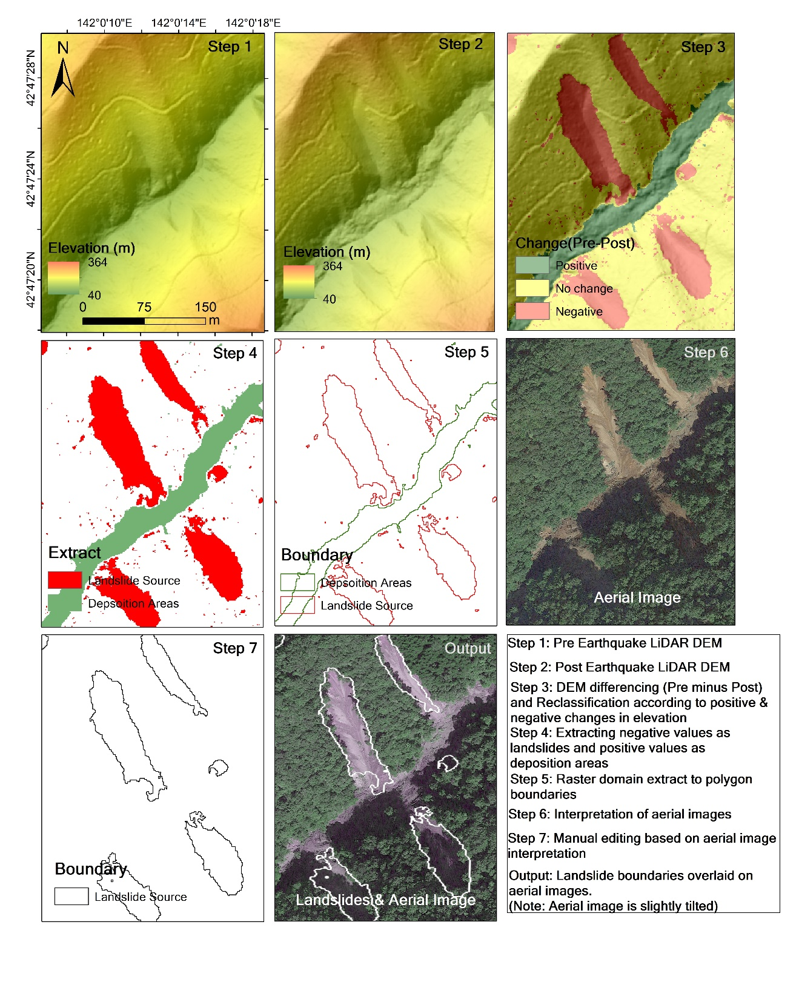 142°0'10"E 142°0'14"E 142°0'18"E
42°47'28"N
42°47'24"N
42°47'20"N
N
Step 1
Elevation (m)
364
40
0 75 150
m
Step 2
Elevation (m)
364
40
Step 3
Change(Pre-Post)
Positive
No change
Negative
Step 4
Extract
Landslide Source
Depsoition Areas
Step 5
Boundary
Depsoition Areas
Landslide Source
Step 6
Aerial Image
Step 7
Boundary
Landslide Source
Output
Landslides & Aerial Image
Step 1: Pre Earthquake LiDAR DEM
Step 2: Post Earthquake LiDAR DEM
Step 3: DEM differencing (Pre minus Post)
and Reclassification according to positive &
negative changes in elevation
Step 4: Extracting negative values as
landslides and positive values as
deposition areas
Step 5: Raster domain extract to polygon
boundaries
Step 6: Interpretation of aerial images
Step 7: Manual editing based on aerial image
interpretation
Output: Landslide boundaries overlaid on
aerial images.
(Note: Aerial image is slightly tilted)